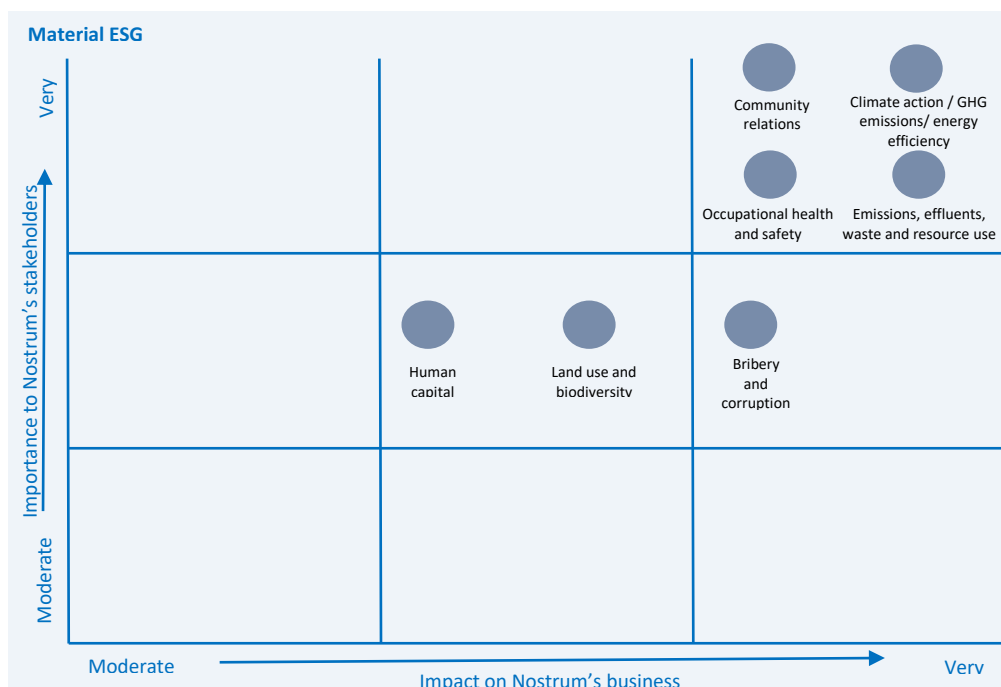 Material ESG
Very
Importance to Nostrum's stakeholders
Moderate
Community
relations
Climate action / GHG
emissions/ energy
efficiency
Occupational health
and safety
Emissions, effluents,
waste and resource use
Human
capital
Land use and
biodiversity
Bribery
and
corruption
Moderate
Very
Impact on Nostrum's business